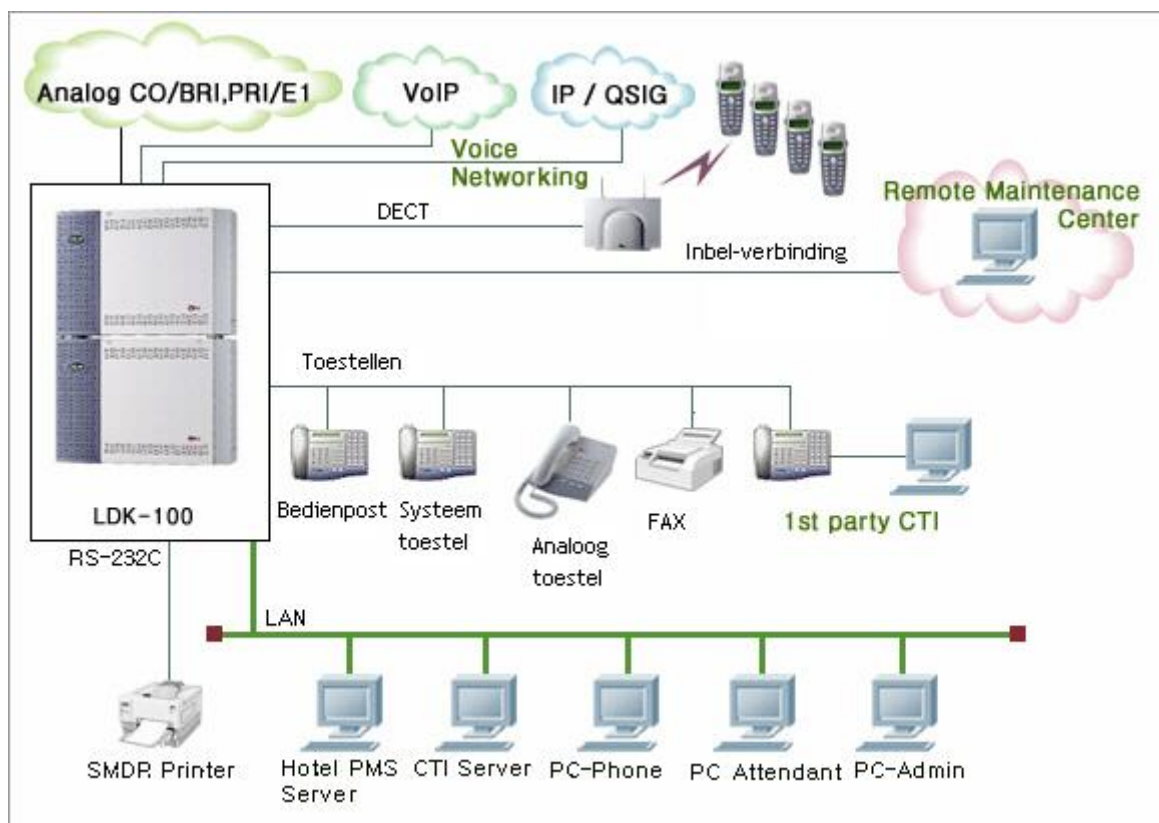 Analog CO/BRI,PRI/E1
VoIP
IP / QSIG
Voice
Networking
DECT
Remote Maintenance
Center
Inbel-verbinding
Toestellen
LDK-100
Bedienpost
Systeem
toestel
Analoog
toestel
FAX
1st party CTI
RS-232C
LAN
SMDR Printer
Hotel PMS
Server
CTI Server
PC-Phone
PC Attendant
PC-Admin